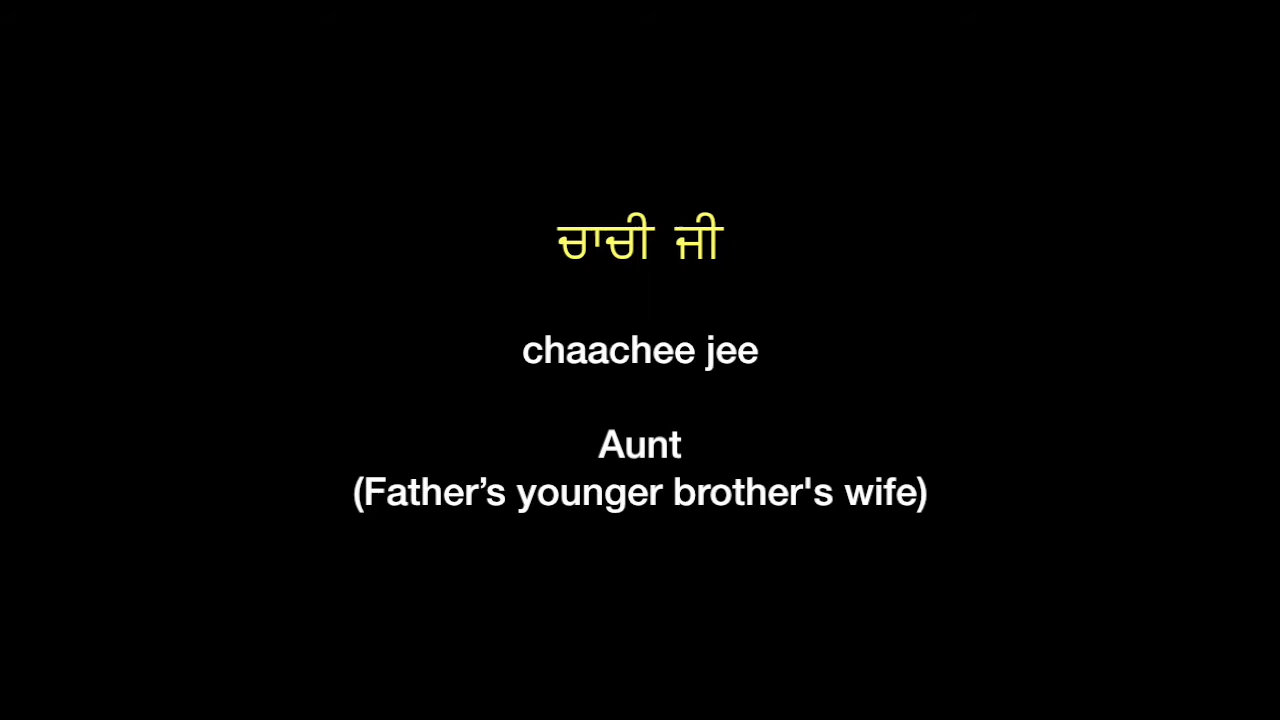 ਚਾਚੀ ਜੀ
chaachee jee
Aunt
(Father’s younger brother's wife)